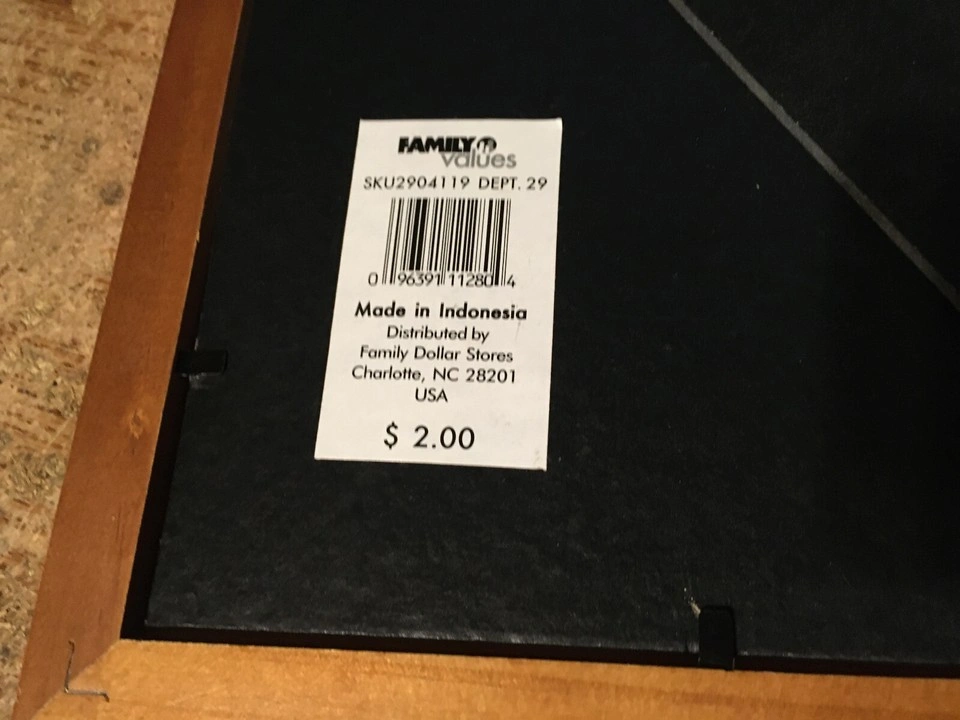 FAMILY
values
SKU2904119 DEPT. 29
0 96391 11280 4
Made in Indonesia
Distributed by
Family Dollar Stores
Charlotte, NC 28201
USA
$ 2.00